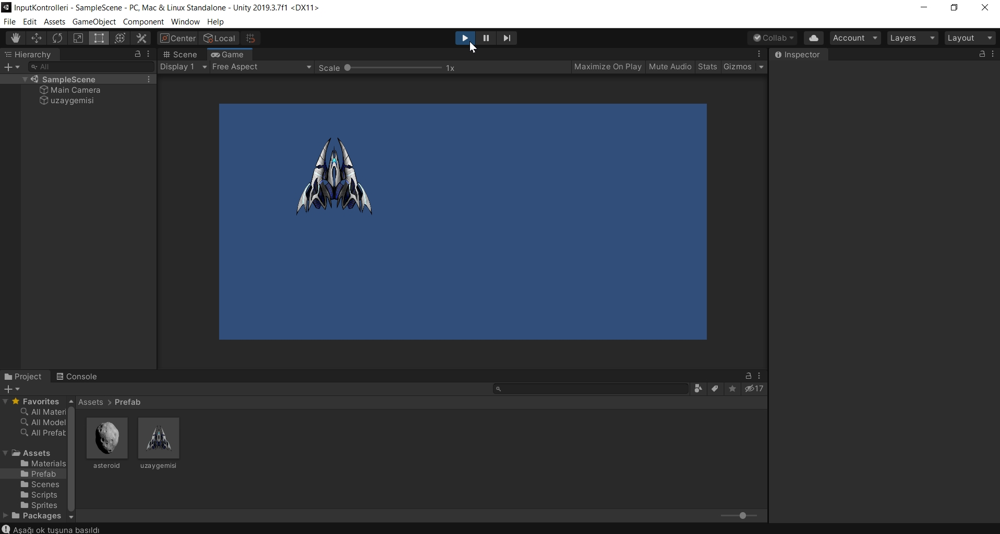 InputKontrolleri - SampleScene - PC, Mac & Linux Standalone - Unity 2019.3.7f1 <DX11>
File Edit Assets GameObject Component Window Help
Center Local Collab Account Layers Layout
Hierarchy Scene Game Inspector
All Display 1 Free Aspect Scale 1x Maximize On Play Mute Audio Stats Gizmos
SampleScene
Main Camera
uzaygemisi
Project Console
17
Favorites Assets > Prefab
All Materi
All Model
All Prefab
Assets
Materials
asteroid uzaygemisi
Prefab
Scenes
Scripts
Sprites
Packages
Aşağı ok tuşuna basıldı